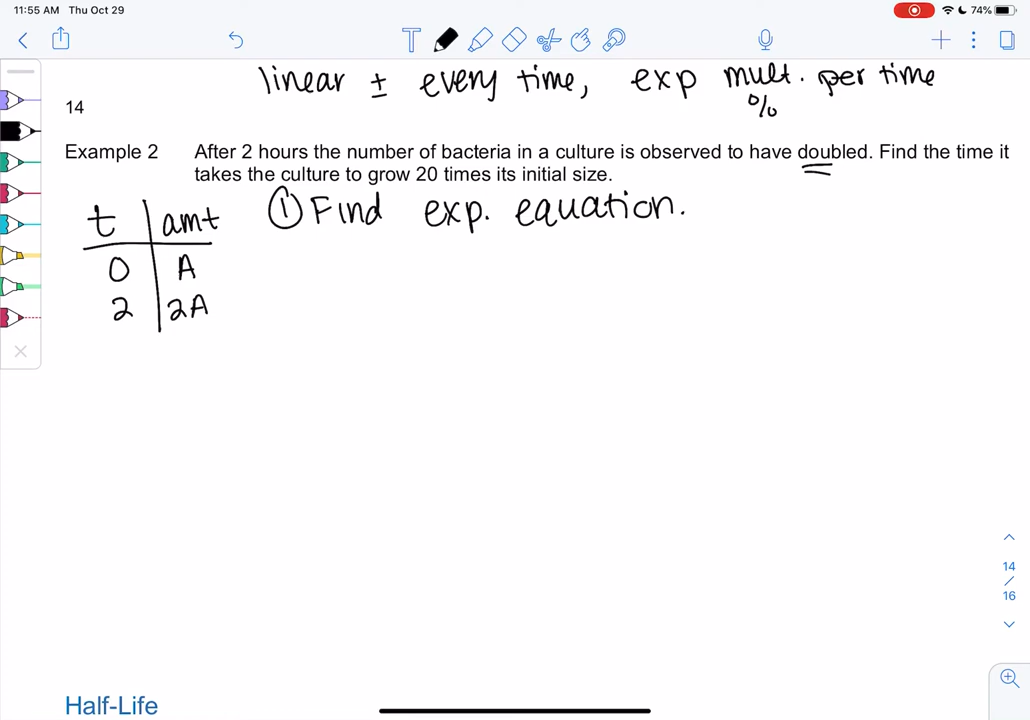 11:55 AM Thu Oct 29
74%
T
linear ± every time, exp mult. per time
%
14
Example 2 After 2 hours the number of bacteria in a culture is observed to have doubled. Find the time it
takes the culture to grow 20 times its initial size.
t amt ① Find exp. equation.
0 A
2 2A
14
/
16
Half-Life